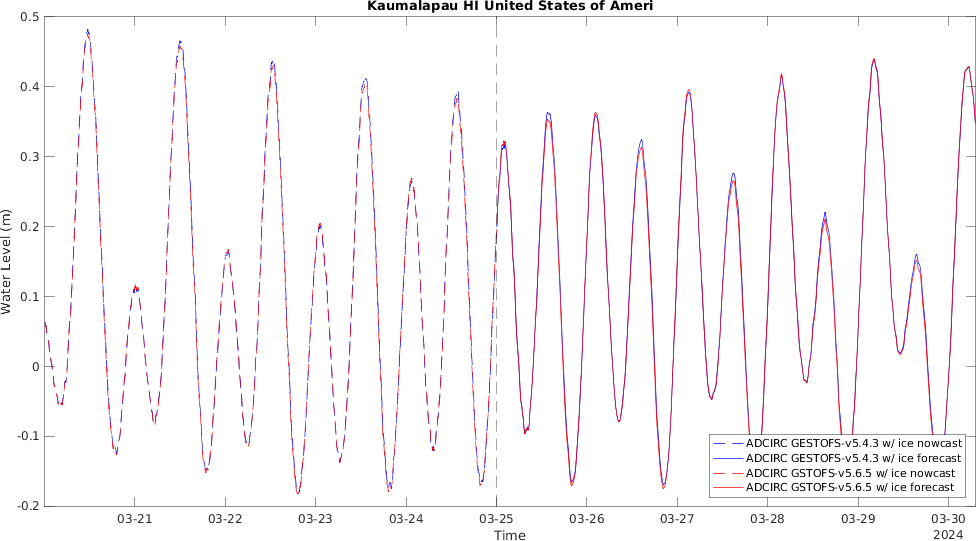 Kaumalapau HI United States of Ameri
0.5
0.4
0.3
0.2
0.1
0
-0.1
-0.2
Water Level (m)
ADCIRC GESTOFS-v5.4.3 w/ ice nowcast
ADCIRC GESTOFS-v5.4.3 w/ ice forecast
ADCIRC GSTOFS-v5.6.5 w/ ice nowcast
ADCIRC GSTOFS-v5.6.5 w/ ice forecast
03-21 03-22 03-23 03-24 03-25 03-26 03-27 03-28 03-29 03-30
Time
2024